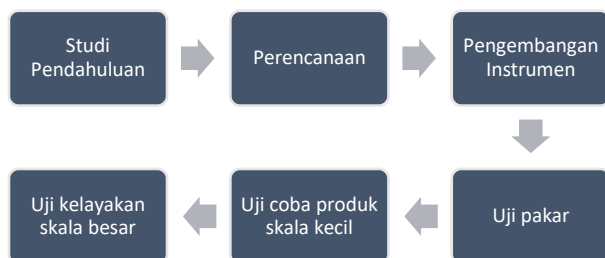 Studi
Pendahuluan
Perencanaan
Pengembangan
Instrumen
Uji pakar
Uji coba produk
skala kecil
Uji kelayakan
skala besar